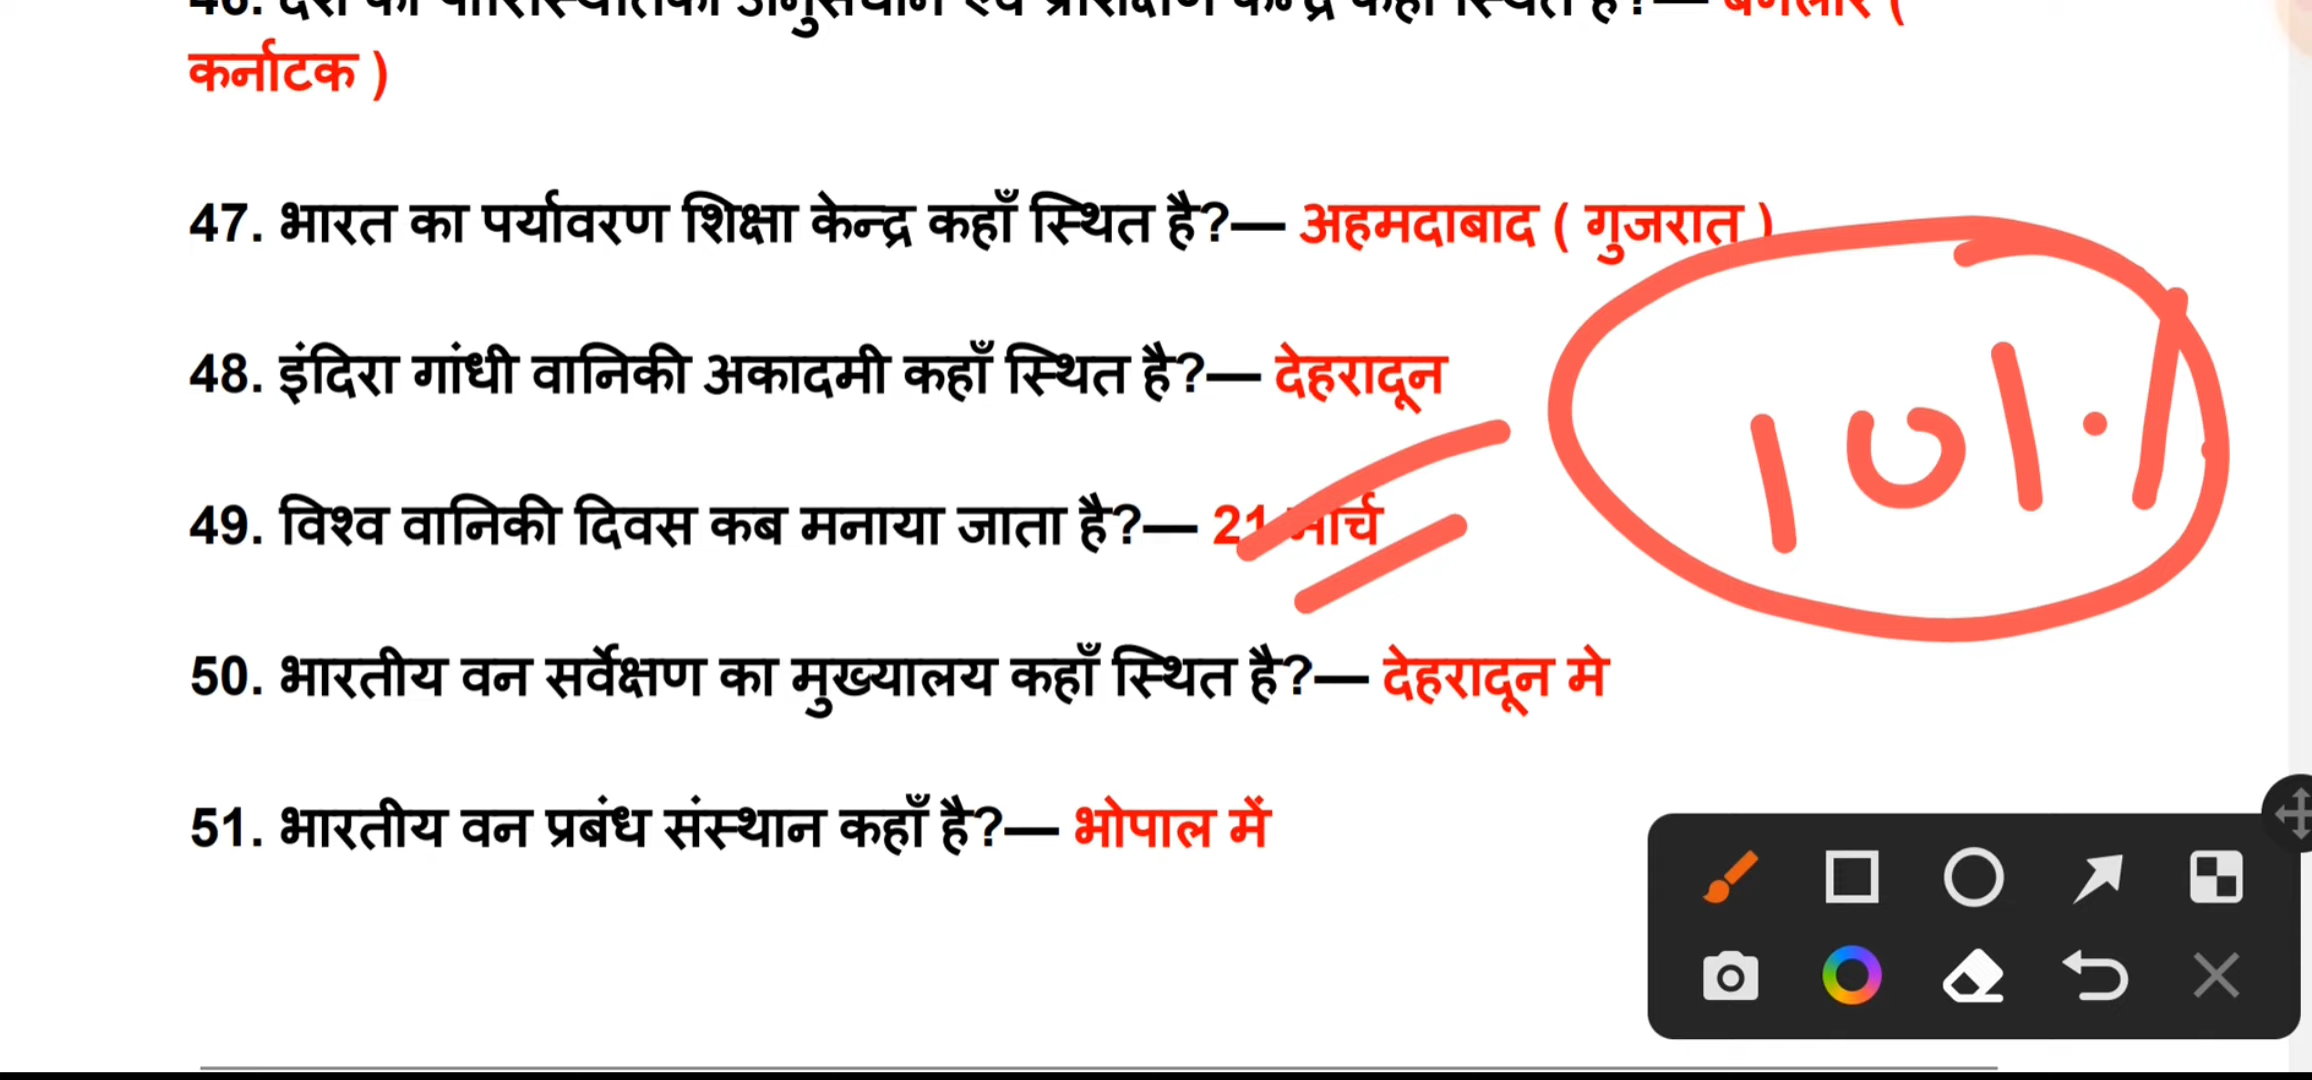 कर्नाटक )
47. भारत का पर्यावरण शिक्षा केन्द्र कहाँ स्थित है?— अहमदाबाद ( गुजरात )
48. इंदिरा गांधी वानिकी अकादमी कहाँ स्थित है?— देहरादून
49. विश्व वानिकी दिवस कब मनाया जाता है?— 21 मार्च
50. भारतीय वन सर्वेक्षण का मुख्यालय कहाँ स्थित है?— देहरादून मे
51. भारतीय वन प्रबंध संस्थान कहाँ है?— भोपाल में